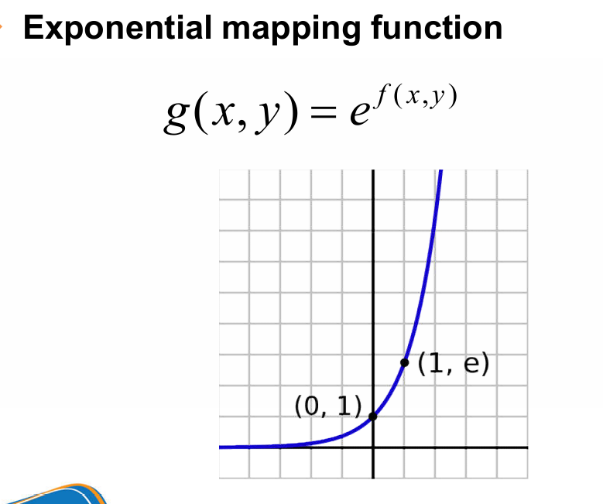 Exponential mapping function
g(x, y) = e^{f(x,y)}
(1, e)
(0, 1)